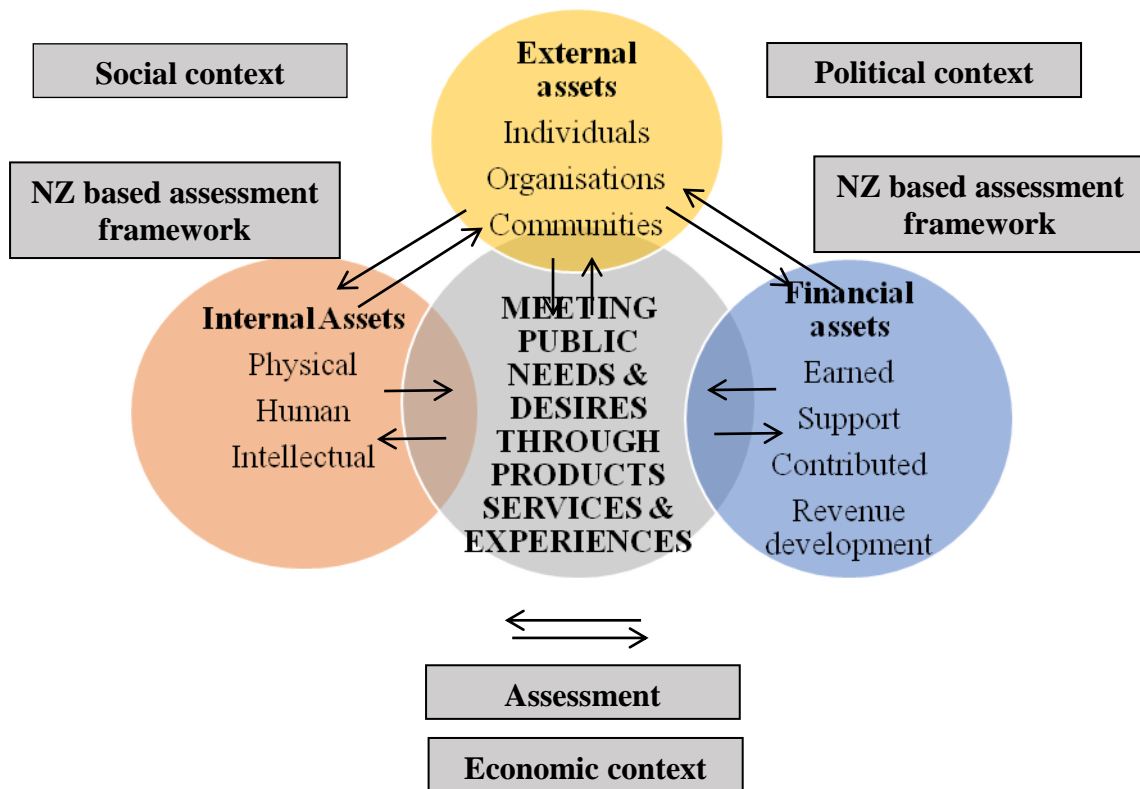 Social context
External
assets
Individuals
Organisations
Communities
Political context
NZ based assessment
framework
NZ based assessment
framework
Internal Assets
Physical
Human
Intellectual
MEETING
PUBLIC
NEEDS &
DESIRES
THROUGH
PRODUCTS
SERVICES &
EXPERIENCES
Financial
assets
Earned
Support
Contributed
Revenue
development
Assessment
Economic context